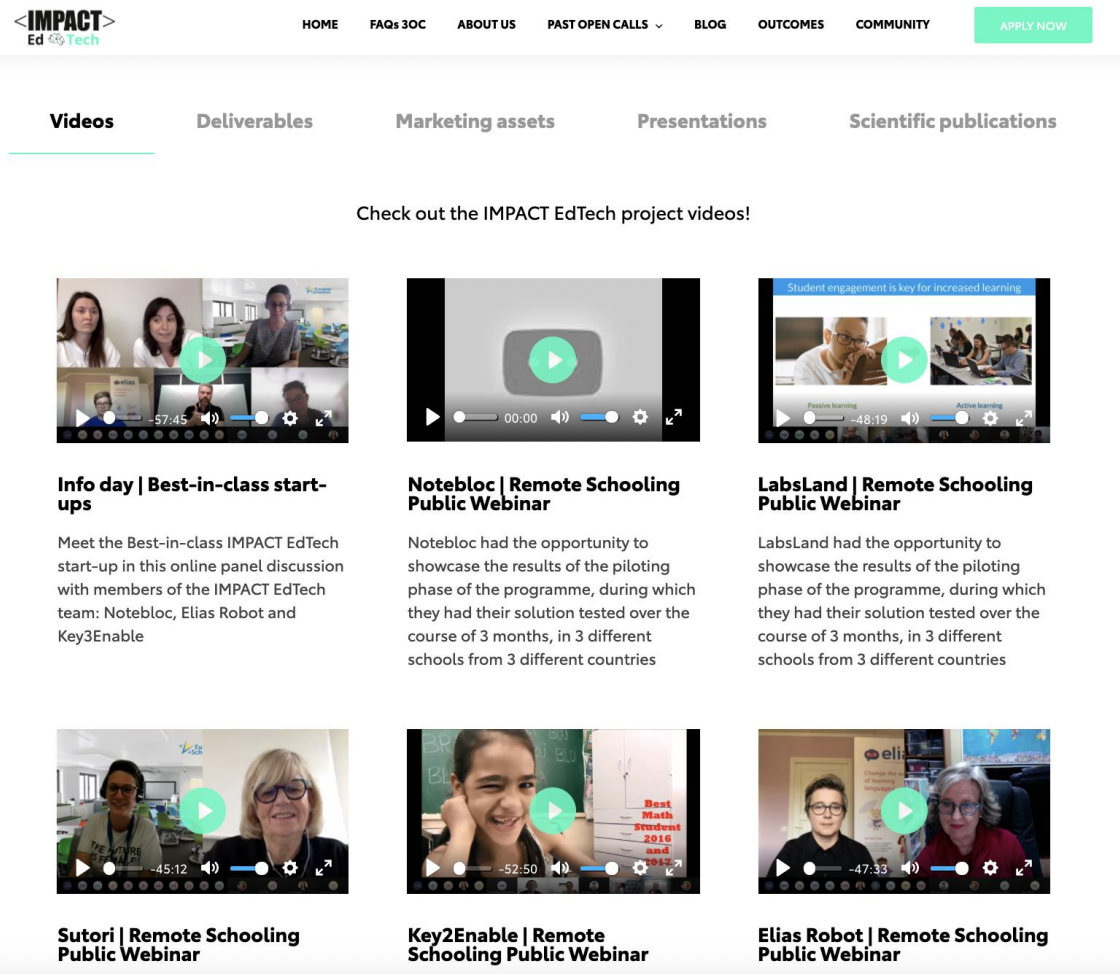 <IMPACT>
Ed Tech
HOME
FAQs 3OC
ABOUT US
PAST OPEN CALLS
BLOG
OUTCOMES
COMMUNITY
APPLY NOW
Videos
Deliverables
Marketing assets
Presentations
Scientific publications
Check out the IMPACT EdTech project videos!
elias
-57:45
00:00
Student engagement is key for increased learning
Passive learning
Active learning
-48:19
Info day | Best-in-class start-
ups
Meet the Best-in-class IMPACT EdTech
start-up in this online panel discussion
with members of the IMPACT EdTech
team: Notebloc, Elias Robot and
Key3Enable
Notebloc | Remote Schooling
Public Webinar
Notebloc had the opportunity to
showcase the results of the piloting
phase of the programme, during which
they had their solution tested over the
course of 3 months, in 3 different
schools from 3 different countries
LabsLand | Remote Schooling
Public Webinar
LabsLand had the opportunity to
showcase the results of the piloting
phase of the programme, during which
they had their solution tested over the
course of 3 months, in 3 different
schools from 3 different countries
THE FUTURE
IS FEMALE
-45:12
Best
Math
Student
2016
and
2017
-52:50
elia
Change the
of learning
-47:33
Sutori | Remote Schooling
Public Webinar
Key2Enable | Remote
Schooling Public Webinar
Elias Robot | Remote Schooling
Public Webinar